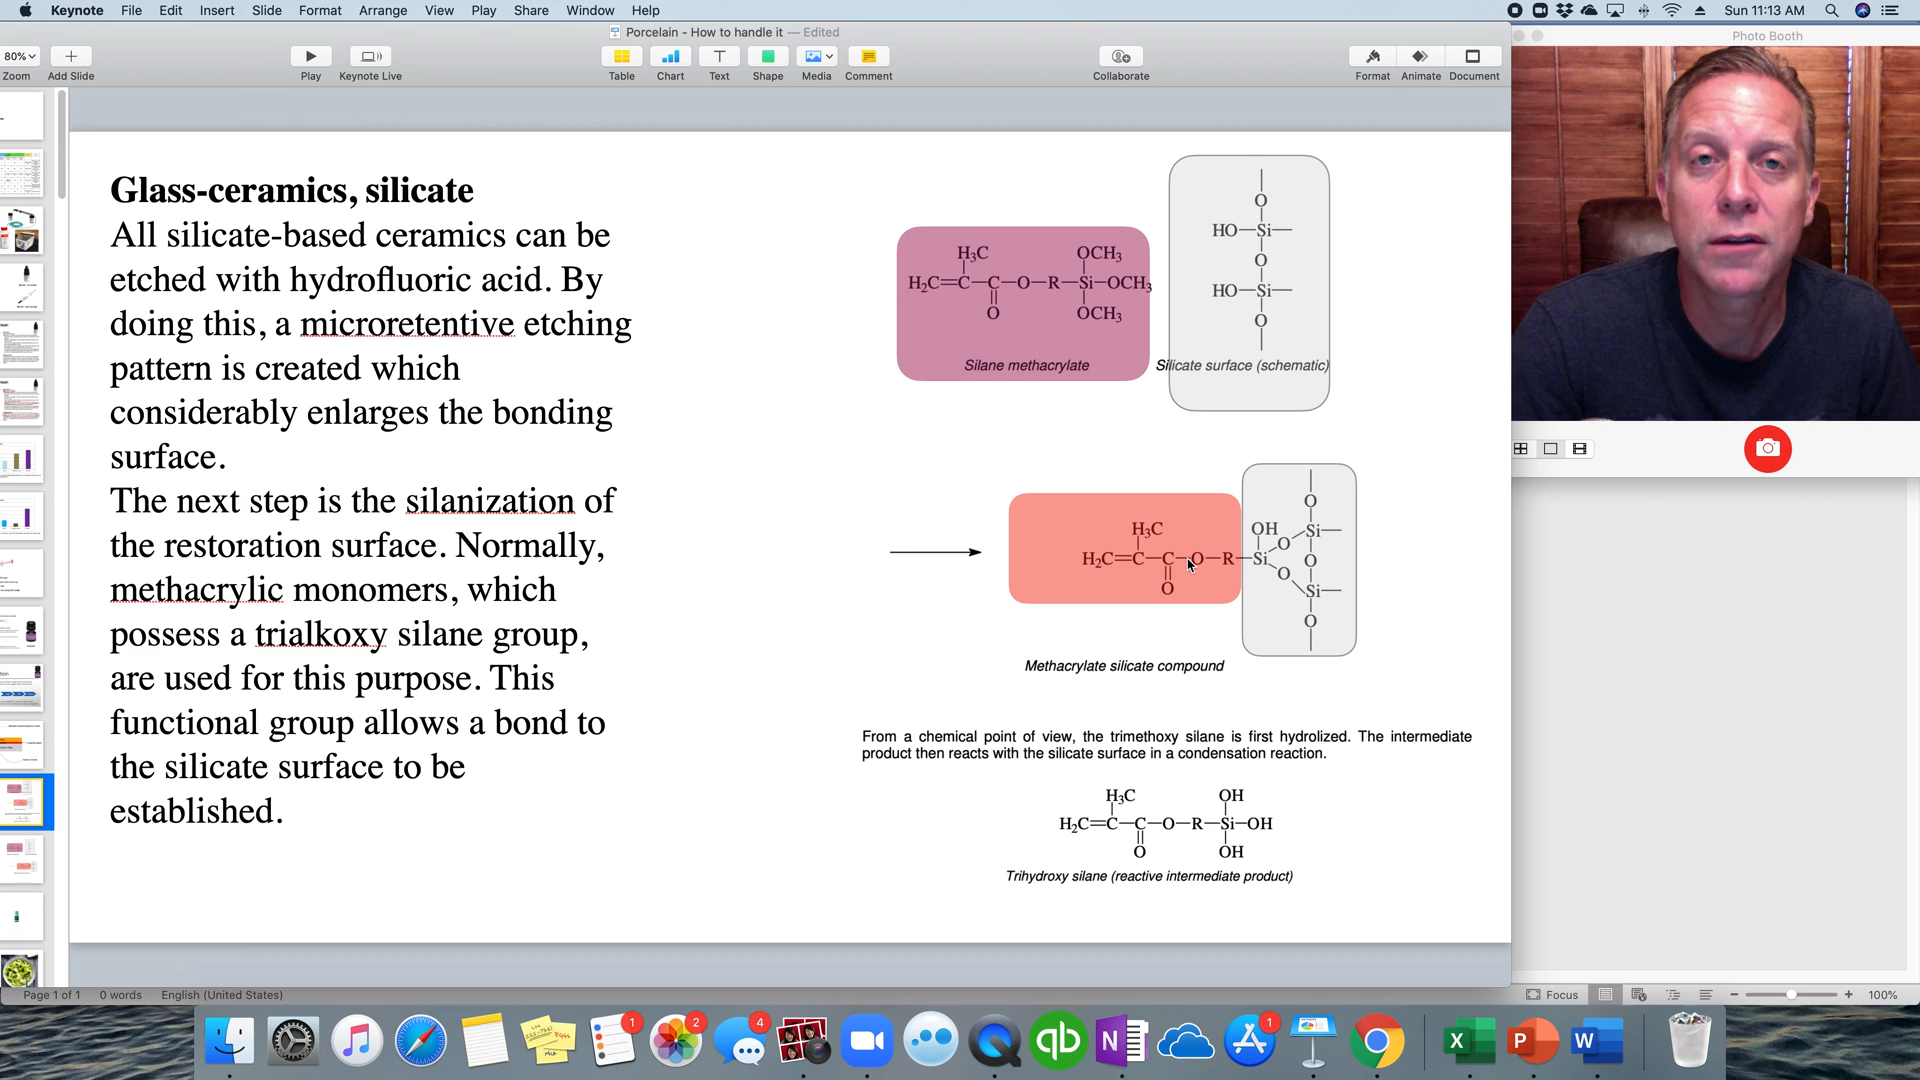 Keynote File Edit Insert Slide Format Arrange View Play Share Window Help
Sun 11:13 AM
Porcelain - How to handle it — Edited
Photo Booth
80%
Zoom Add Slide Play Keynote Live Table Chart Text Shape Media Comment Collaborate Format Animate Document
Glass-ceramics, silicate
All silicate-based ceramics can be
etched with hydrofluoric acid. By
doing this, a microretentive etching
pattern is created which
considerably enlarges the bonding
surface.
The next step is the silanization of
the restoration surface. Normally,
methacrylic monomers, which
possess a trialkoxy silane group,
are used for this purpose. This
functional group allows a bond to
the silicate surface to be
established.
H₃C OCH₃
H₂C=C—C—O—R—Si—OCH₃
O OCH₃
Silane methacrylate
O
HO—Si—
O
HO—Si—
O
Silicate surface (schematic)
O
H₃C OH Si—
O
H₂C=C—C—O—R—Si O
O
O Si—
O
Methacrylate silicate compound
From a chemical point of view, the trimethoxy silane is first hydrolized. The intermediate
product then reacts with the silicate surface in a condensation reaction.
H₃C OH
H₂C=C—C—O—R—Si—OH
O OH
Trihydroxy silane (reactive intermediate product)
Page 1 of 1 0 words English (United States)
Focus
100%
1 2 4 1